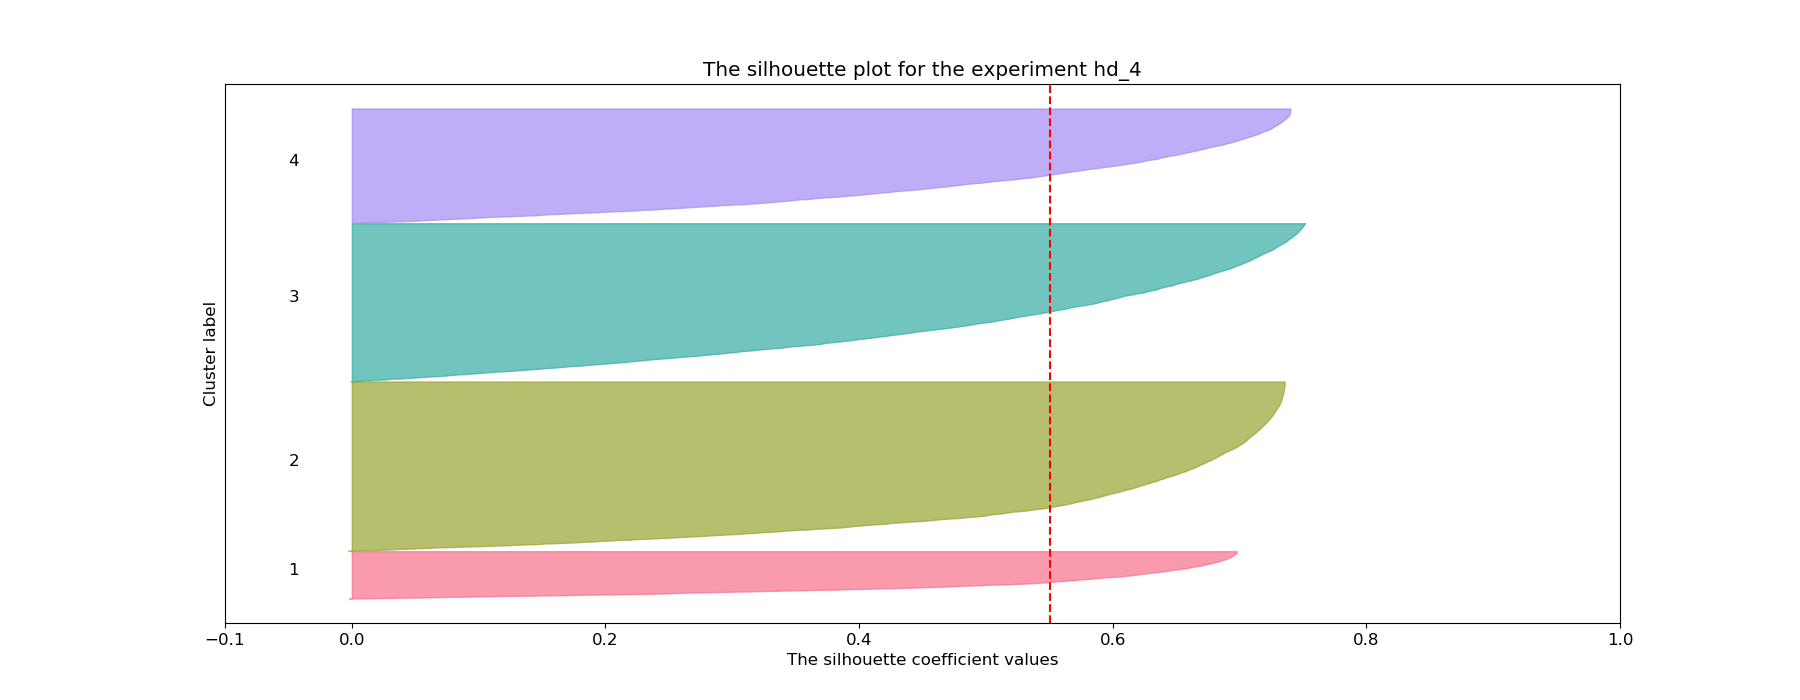 The silhouette plot for the experiment hd_4
4
3
2
1
Cluster label
−0.1 0.0 0.2 0.4 0.6 0.8 1.0
The silhouette coefficient values